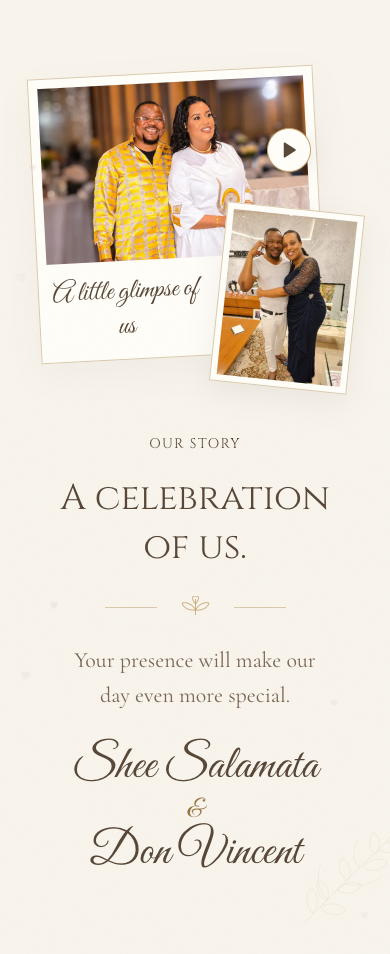 A little glimpse of
us
OUR STORY
A CELEBRATION
OF US.
Your presence will make our
day even more special.
Shee Salamata
&
Don Vincent